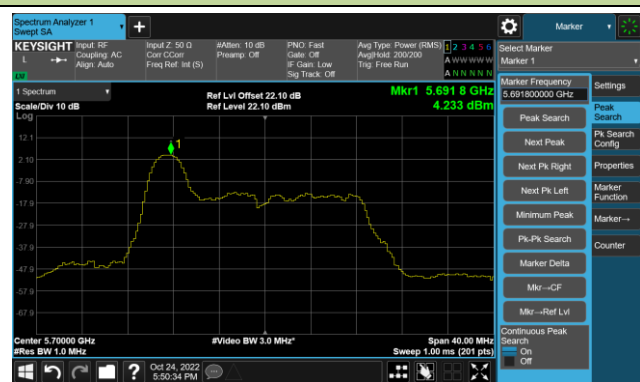 Spectrum Analyzer 1
Swept SA
Marker
KEYSIGHT
L
LV
Input: RF
Coupling: AC
Align: Auto
Input Z: 50 Ω
Corr CCorr
Freq Ref: Int (S)
#Atten: 10 dB
Preamp: Off
PNO: Fast
Gate: Off
IF Gain: Low
Sig Track: Off
Avg Type: Power (RMS)
Avg|Hold: 200/200
Trig: Free Run
1 2 3 4 5 6
A W W W W W
A N N N N N
1 Spectrum
Scale/Div 10 dB
Log
Ref Lvl Offset 22.10 dB
Ref Level 22.10 dBm
Mkr1 5.691 8 GHz
4.233 dBm
12.1
2.10
-7.90
-17.9
-27.9
-37.9
-47.9
-57.9
-67.9
1
Center 5.70000 GHz
#Res BW 1.0 MHz
#Video BW 3.0 MHz*
Span 40.00 MHz
Sweep 1.00 ms (201 pts)
Oct 24, 2022
5:50:34 PM
Select Marker
Marker 1
Marker Frequency
5.691800000 GHz
Peak Search
Next Peak
Next Pk Right
Next Pk Left
Minimum Peak
Pk-Pk Search
Marker Delta
Mkr→CF
Mkr→Ref Lvl
Continuous Peak
Search
On
Off
Settings
Peak
Search
Pk Search
Config
Properties
Marker
Function
Marker→
Counter